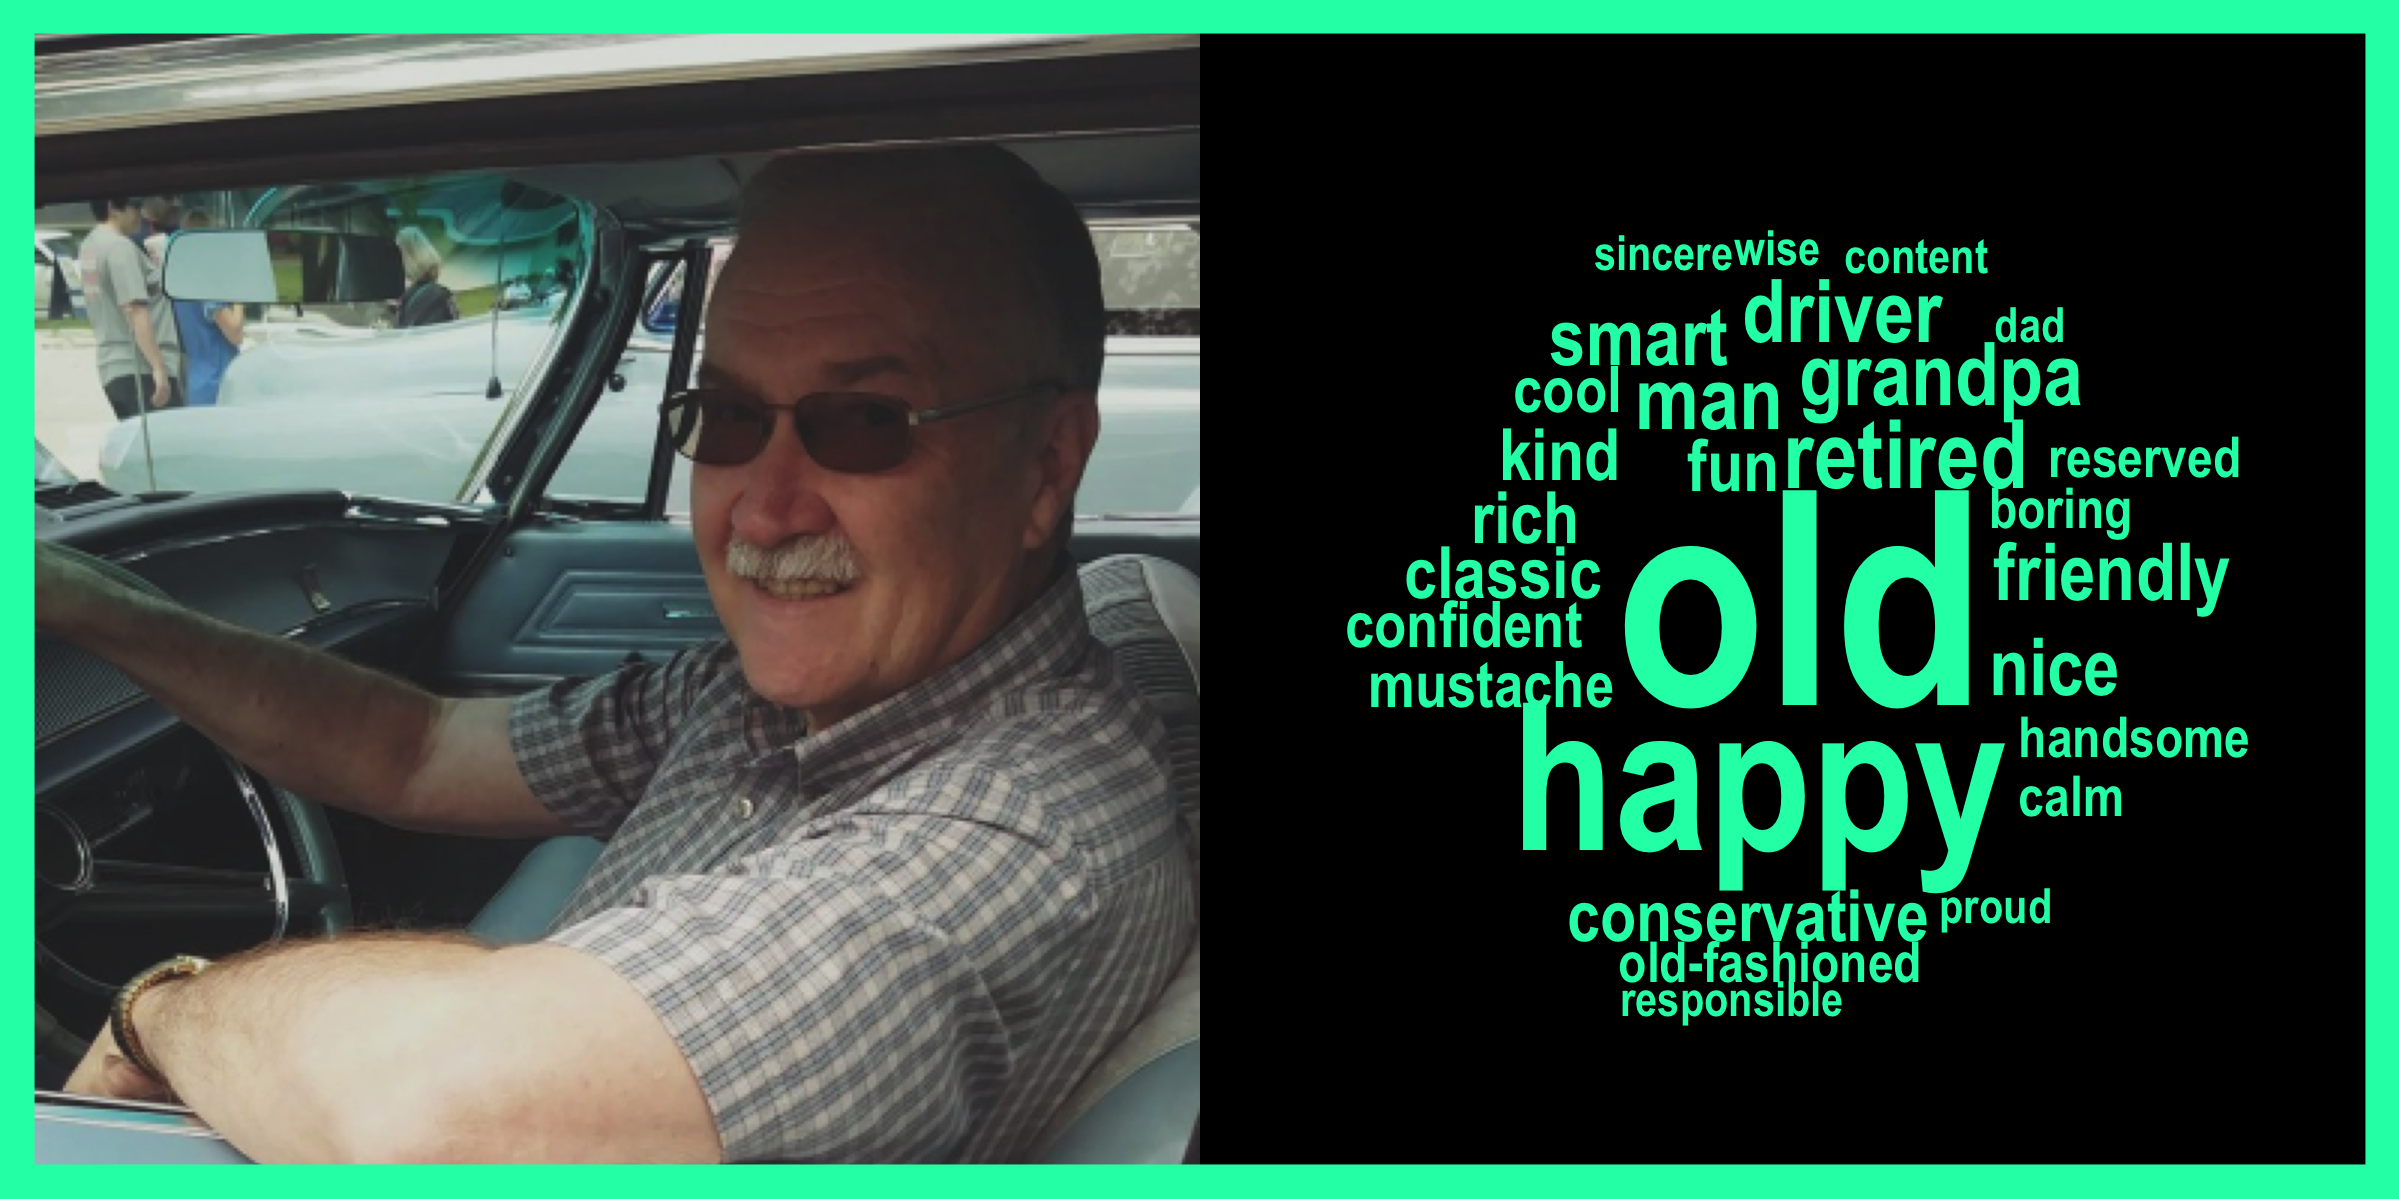 sincere wise content
driver
smart dad
grandpa
cool man
kind fun retired reserved
rich boring
old
classic friendly
confident
mustache nice
happy handsome
calm
conservative proud
old-fashioned
responsible